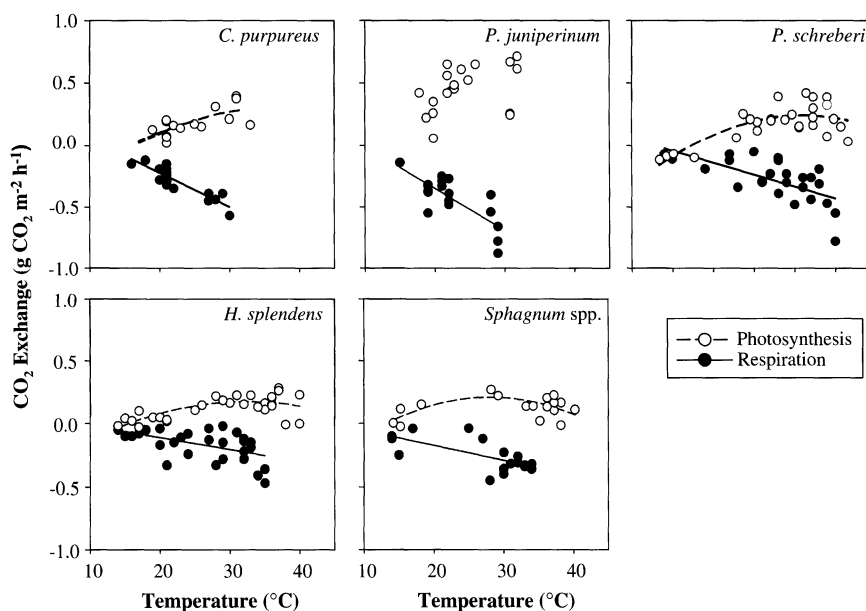 C. purpureus
P. juniperinum
P. schreberi
1.0
0.5
0.0
-0.5
-1.0
CO2 Exchange (g CO2 m-2 h-1)
H. splendens
Sphagnum spp.
1.0
0.5
0.0
-0.5
-1.0
Photosynthesis
Respiration
10 20 30 40
10 20 30 40
Temperature (°C)
Temperature (°C)